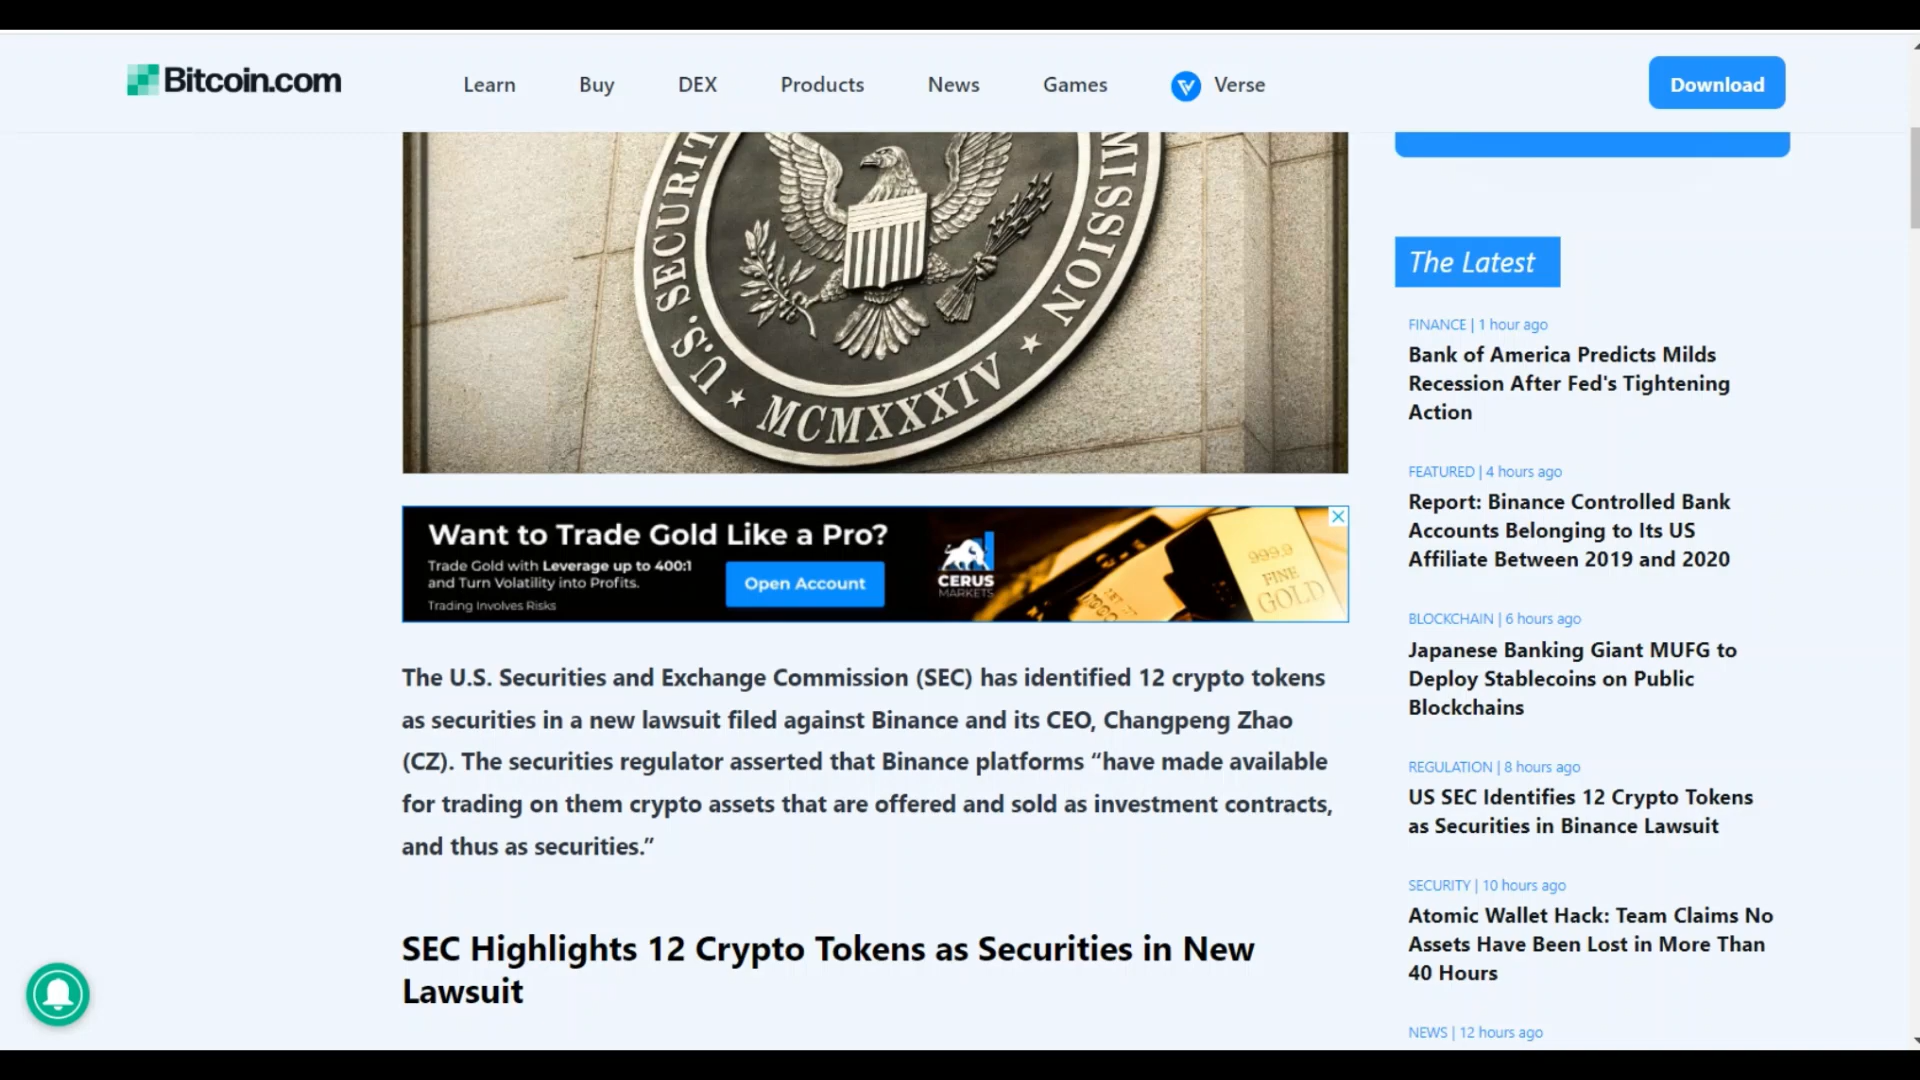 Bitcoin.com
Learn
Buy
DEX
Products
News
Games
Verse
Download
U.S. SECURIT
MISSION
MCMXXXIV
Want to Trade Gold Like a Pro?
Trade Gold with Leverage up to 400:1
and Turn Volatility into Profits.
Trading Involves Risks
Open Account
CERUS
MARKETS
999.0
FINE
GOLD
The U.S. Securities and Exchange Commission (SEC) has identified 12 crypto tokens
as securities in a new lawsuit filed against Binance and its CEO, Changpeng Zhao
(CZ). The securities regulator asserted that Binance platforms “have made available
for trading on them crypto assets that are offered and sold as investment contracts,
and thus as securities.”
SEC Highlights 12 Crypto Tokens as Securities in New
Lawsuit
The Latest
FINANCE | 1 hour ago
Bank of America Predicts Milds
Recession After Fed's Tightening
Action
FEATURED | 4 hours ago
Report: Binance Controlled Bank
Accounts Belonging to Its US
Affiliate Between 2019 and 2020
BLOCKCHAIN | 6 hours ago
Japanese Banking Giant MUFG to
Deploy Stablecoins on Public
Blockchains
REGULATION | 8 hours ago
US SEC Identifies 12 Crypto Tokens
as Securities in Binance Lawsuit
SECURITY | 10 hours ago
Atomic Wallet Hack: Team Claims No
Assets Have Been Lost in More Than
40 Hours
NEWS | 12 hours ago